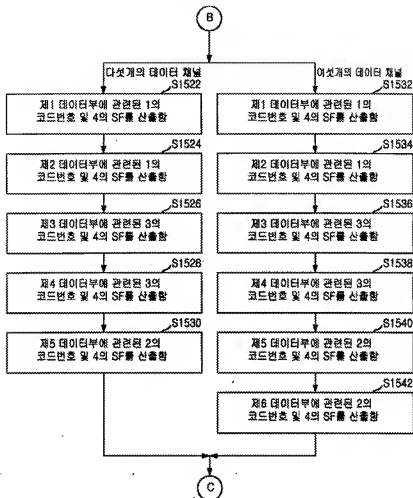 B
다섯개의 데이터 채널
S1522
제1 데이터부에 관련된 1의
코드번호 및 4의 SF를 산출함
S1524
제2 데이터부에 관련된 1의
코드번호 및 4의 SF를 산출함
S1526
제3 데이터부에 관련된 3의
코드번호 및 4의 SF를 산출함
S1528
제4 데이터부에 관련된 3의
코드번호 및 4의 SF를 산출함
S1530
제5 데이터부에 관련된 2의
코드번호 및 4의 SF를 산출함
여섯개의 데이터 채널
S1532
제1 데이터부에 관련된 1의
코드번호 및 4의 SF를 산출함
S1534
제2 데이터부에 관련된 1의
코드번호 및 4의 SF를 산출함
S1536
제3 데이터부에 관련된 3의
코드번호 및 4의 SF를 산출함
S1538
제4 데이터부에 관련된 3의
코드번호 및 4의 SF를 산출함
S1540
제5 데이터부에 관련된 2의
코드번호 및 4의 SF를 산출함
S1542
제6 데이터부에 관련된 2의
코드번호 및 4의 SF를 산출함
C